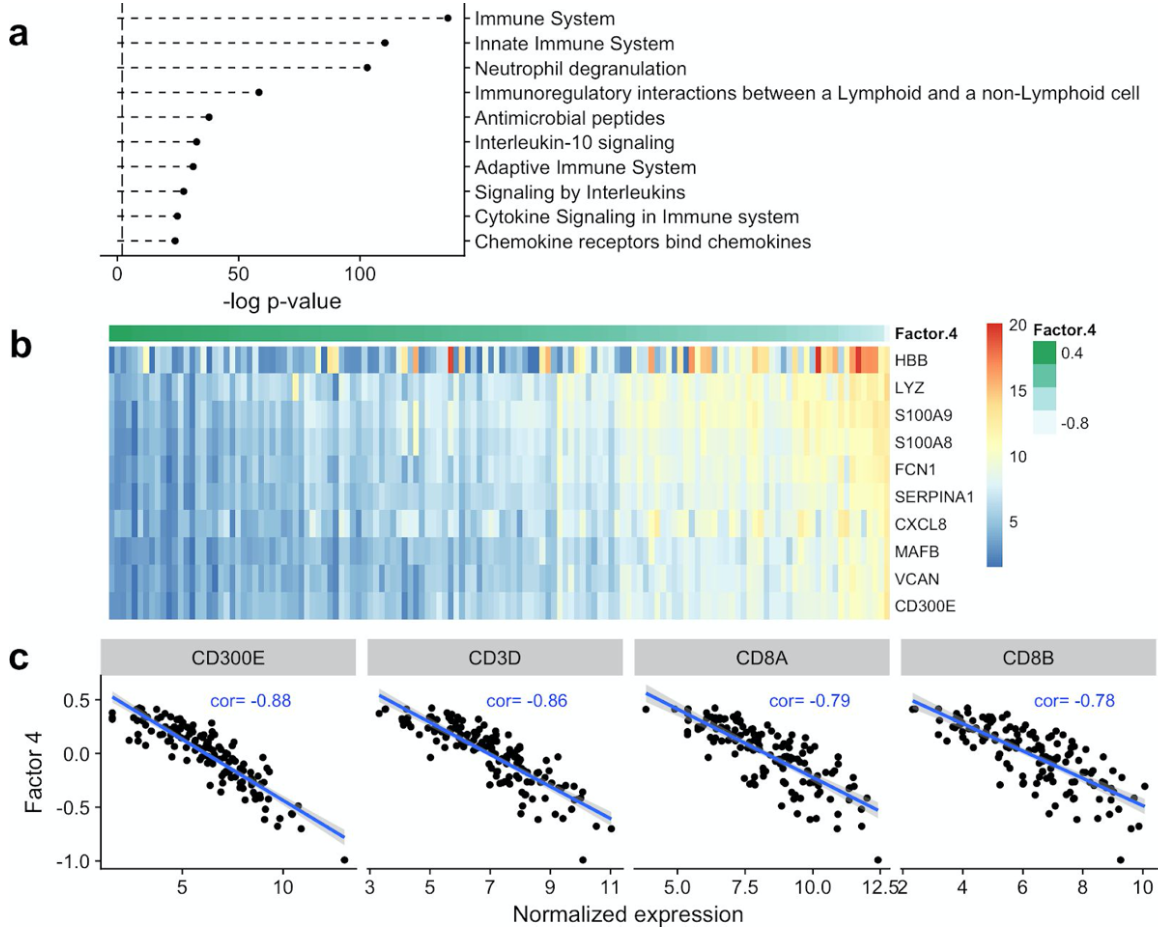 a
Immune System
Innate Immune System
Neutrophil degranulation
Immunoregulatory interactions between a Lymphoid and a non-Lymphoid cell
Antimicrobial peptides
Interleukin-10 signaling
Adaptive Immune System
Signaling by Interleukins
Cytokine Signaling in Immune system
Chemokine receptors bind chemokines
0 50 100
-log p-value
b
Factor.4
HBB
LYZ
S100A9
S100A8
FCN1
SERPINA1
CXCL8
MAFB
VCAN
CD300E
20
15
10
5
Factor.4
0.4
-0.8
c
CD300E CD3D CD8A CD8B
cor= -0.88 cor= -0.86 cor= -0.79 cor= -0.78
Factor 4
0.5
0.0
-0.5
-1.0
5 10 3 5 7 9 11 5.0 7.5 10.0 12.5 2 4 6 8 10
Normalized expression